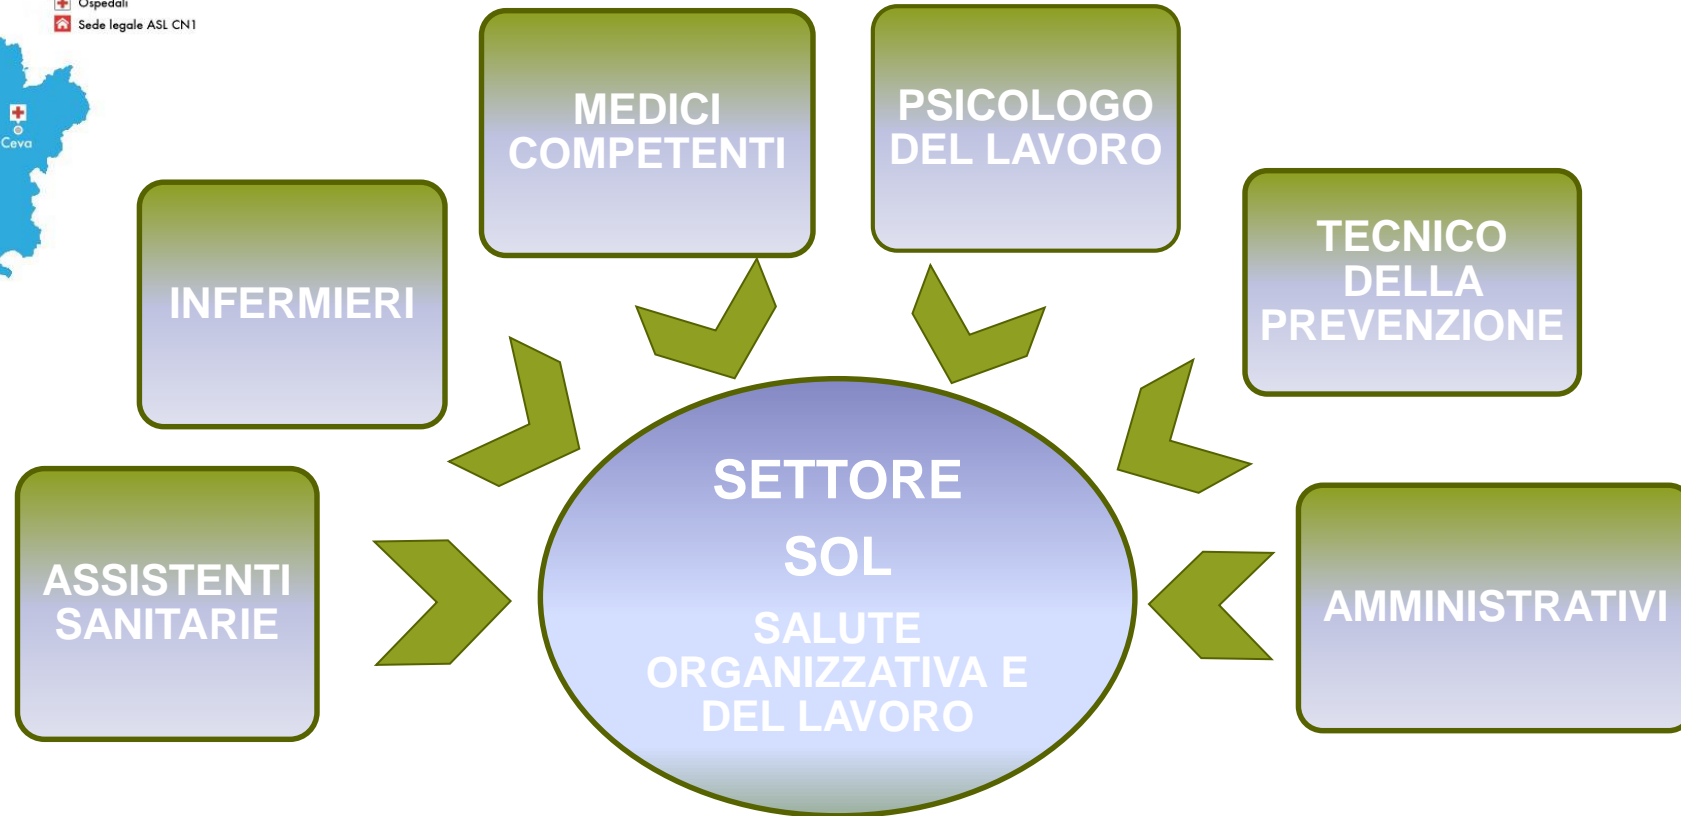 Ospedali
Sede legale ASL CN1
Ceva
MEDICI
COMPETENTI
PSICOLOGO
DEL LAVORO
INFERMIERI
TECNICO
DELLA
PREVENZIONE
ASSISTENTI
SANITARIE
SETTORE
SOL
SALUTE
ORGANIZZATIVA E
DEL LAVORO
AMMINISTRATIVI